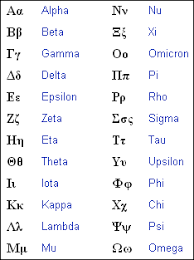 Αα Alpha Νν Nu
Ββ Beta Ξξ Xi
Γγ Gamma Οο Omicron
Δδ Delta Ππ Pi
Εε Epsilon Ρρ Rho
Ζζ Zeta Σσς Sigma
Ηη Eta Ττ Tau
Θθ Theta Υυ Upsilon
Ιι Iota Φφ Phi
Κκ Kappa Χχ Chi
Λλ Lambda Ψψ Psi
Μμ Mu Ωω Omega